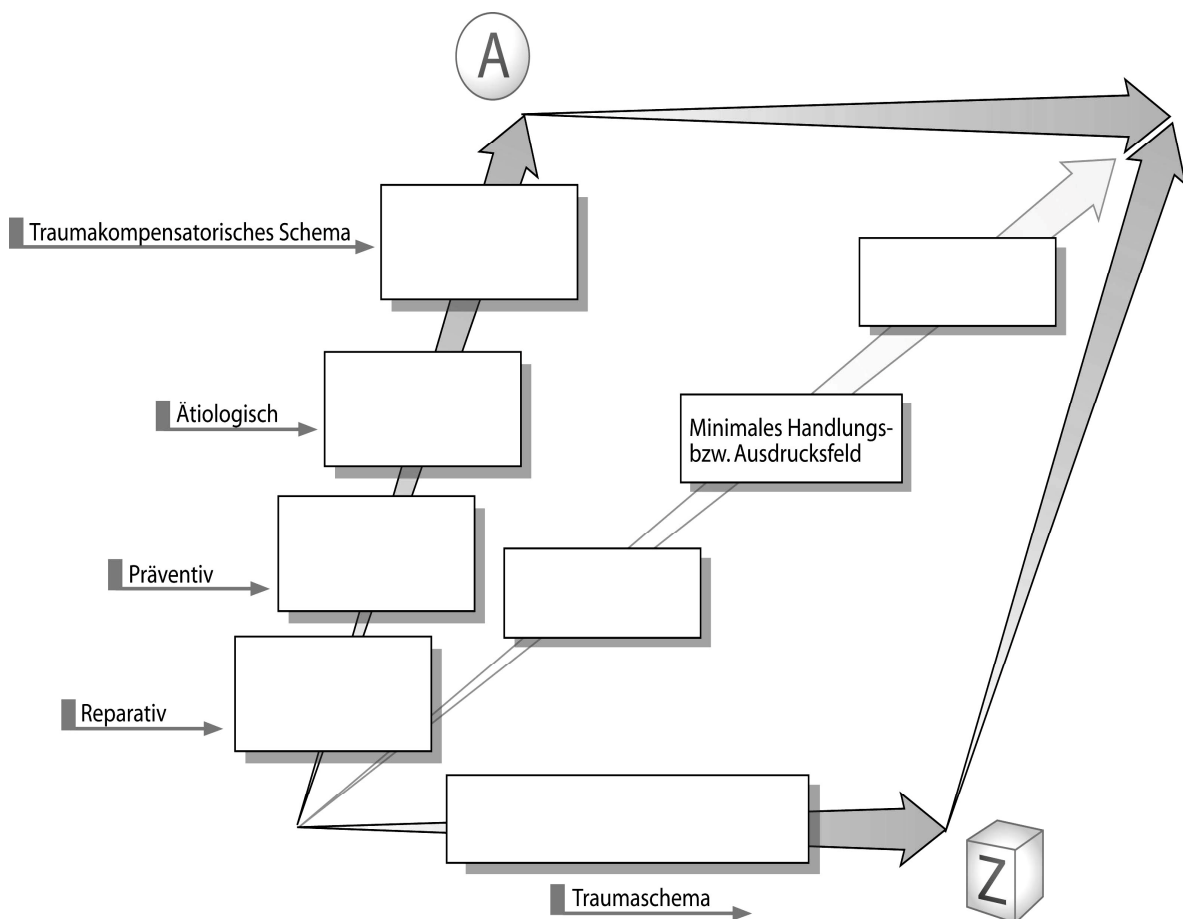 A
Traumakompensatorisches Schema
Ätiologisch
Minimales Handlungs-
bzw. Ausdrucksfeld
Präventiv
Reparativ
Z
Traumaschema